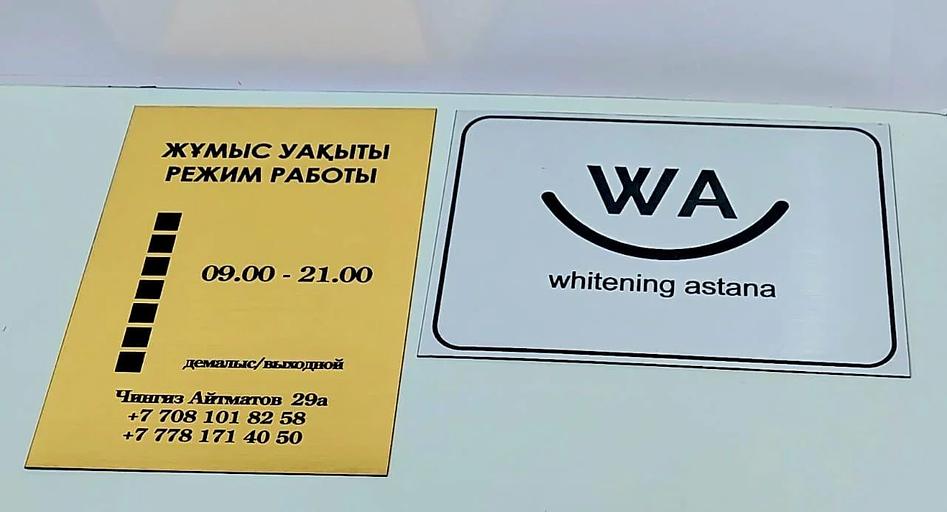 ЖҰМЫС УАҚЫТЫ
РЕЖИМ РАБОТЫ
09.00 - 21.00
демалыс/выходной
Чингиз Айтматов 29а
+7 708 101 82 58
+7 778 171 40 50
WA
whitening astana